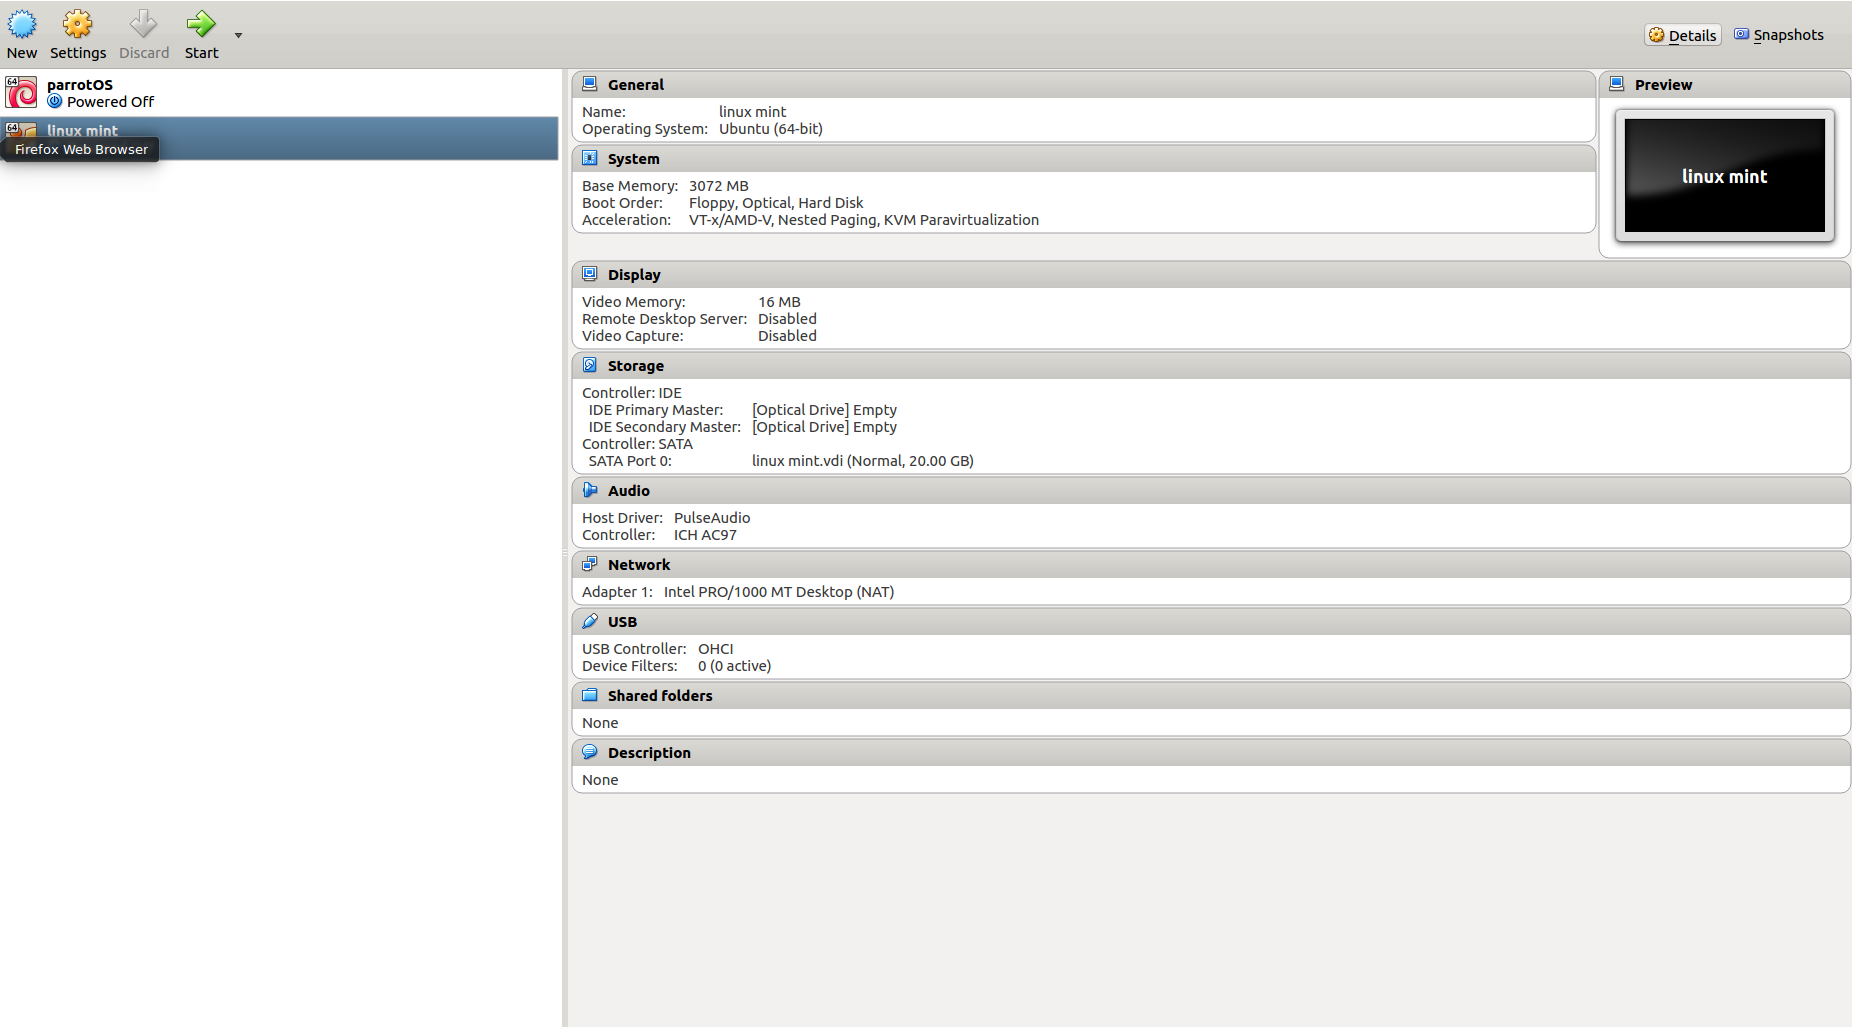 New Settings Discard Start
Details Snapshots
64
parrotOS
Powered Off
64
linux mint
Firefox Web Browser
General
Name: linux mint
Operating System: Ubuntu (64-bit)
System
Base Memory: 3072 MB
Boot Order: Floppy, Optical, Hard Disk
Acceleration: VT-x/AMD-V, Nested Paging, KVM Paravirtualization
Preview
linux mint
Display
Video Memory: 16 MB
Remote Desktop Server: Disabled
Video Capture: Disabled
Storage
Controller: IDE
IDE Primary Master: [Optical Drive] Empty
IDE Secondary Master: [Optical Drive] Empty
Controller: SATA
SATA Port 0: linux mint.vdi (Normal, 20.00 GB)
Audio
Host Driver: PulseAudio
Controller: ICH AC97
Network
Adapter 1: Intel PRO/1000 MT Desktop (NAT)
USB
USB Controller: OHCI
Device Filters: 0 (0 active)
Shared folders
None
Description
None